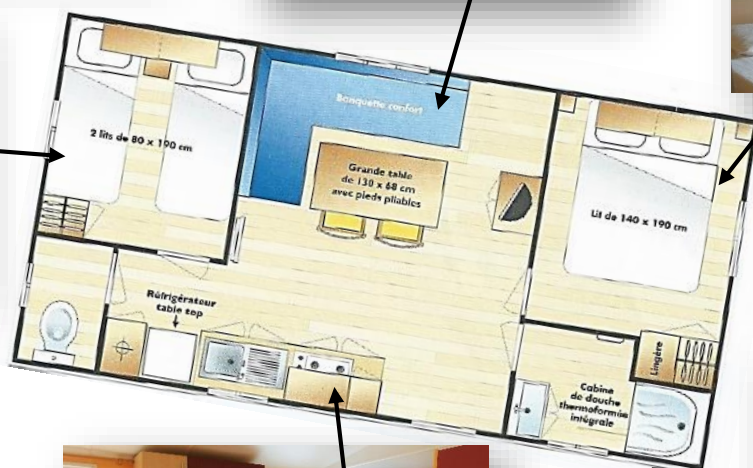 Banquette confort
2 lits de 80 x 190 cm
Grande table
de 130 x 68 cm
avec pieds pliables
Lit de 140 x 190 cm
Réfrigérateur
table top
Lingère
Cabine
de douche
thermoformée
intégrale